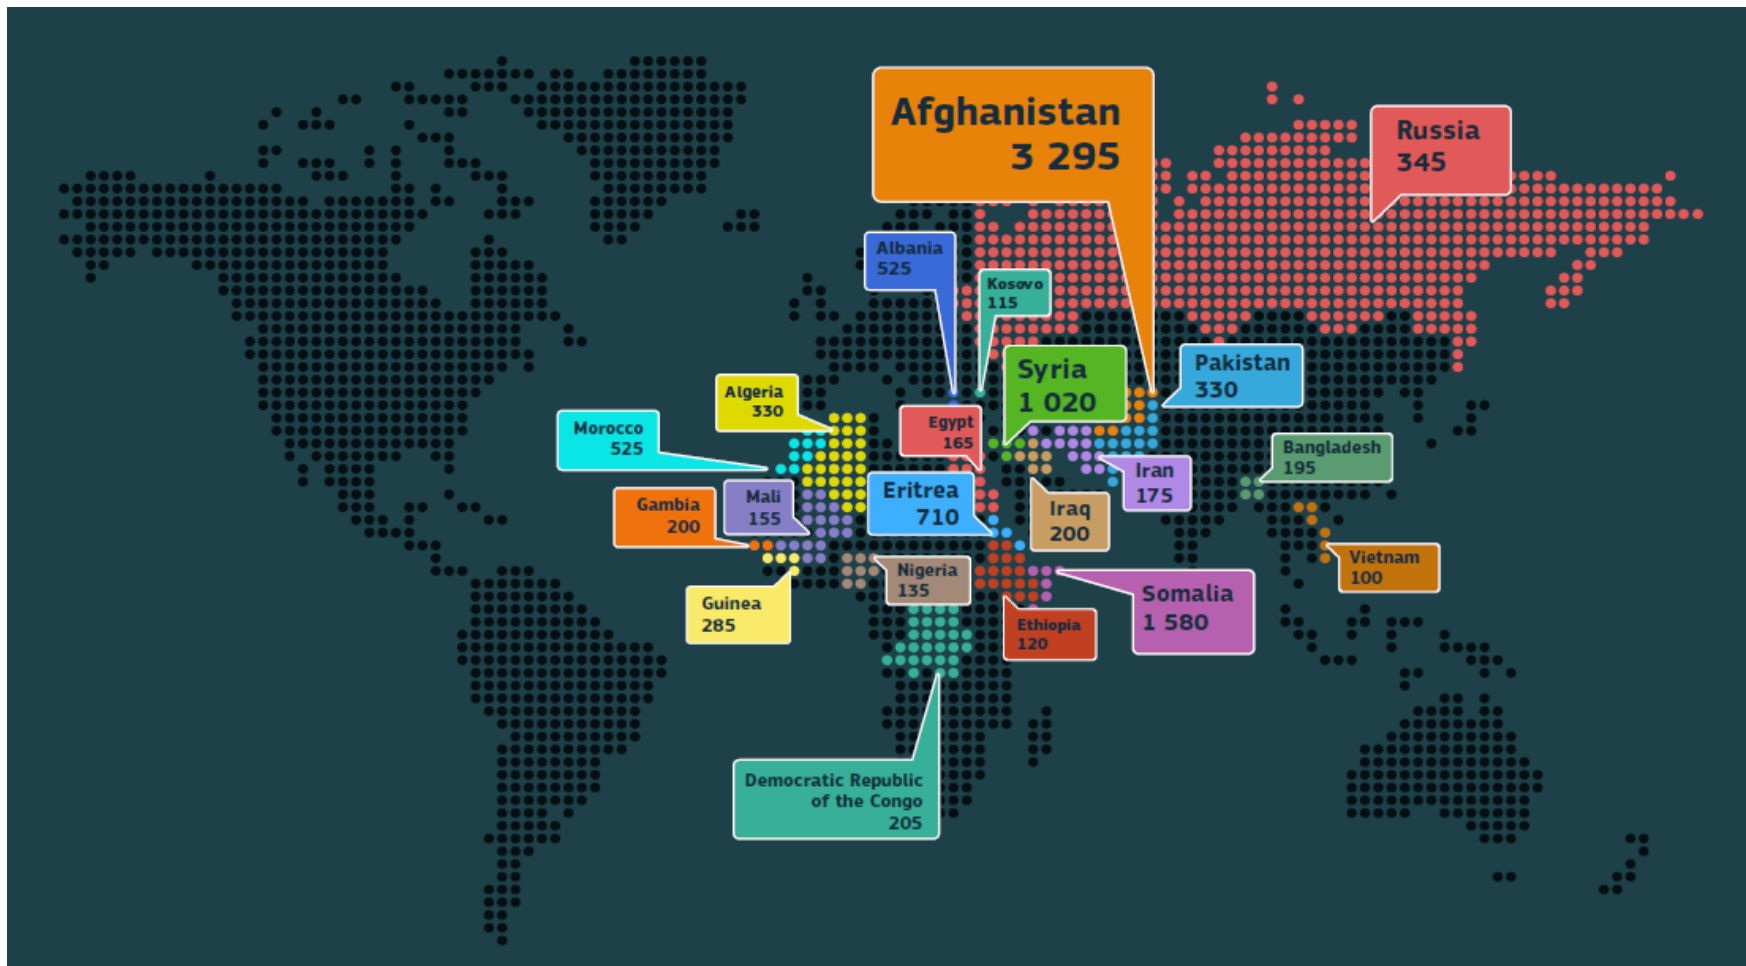 Afghanistan
3 295
Russia
345
Albania
525
Kosovo
115
Syria
1 020
Pakistan
330
Algeria
330
Egypt
165
Morocco
525
Bangladesh
195
Iran
175
Mali
155
Eritrea
710
Gambia
200
Iraq
200
Vietnam
100
Nigeria
135
Somalia
1 580
Guinea
285
Ethiopia
120
Democratic Republic
of the Congo
205